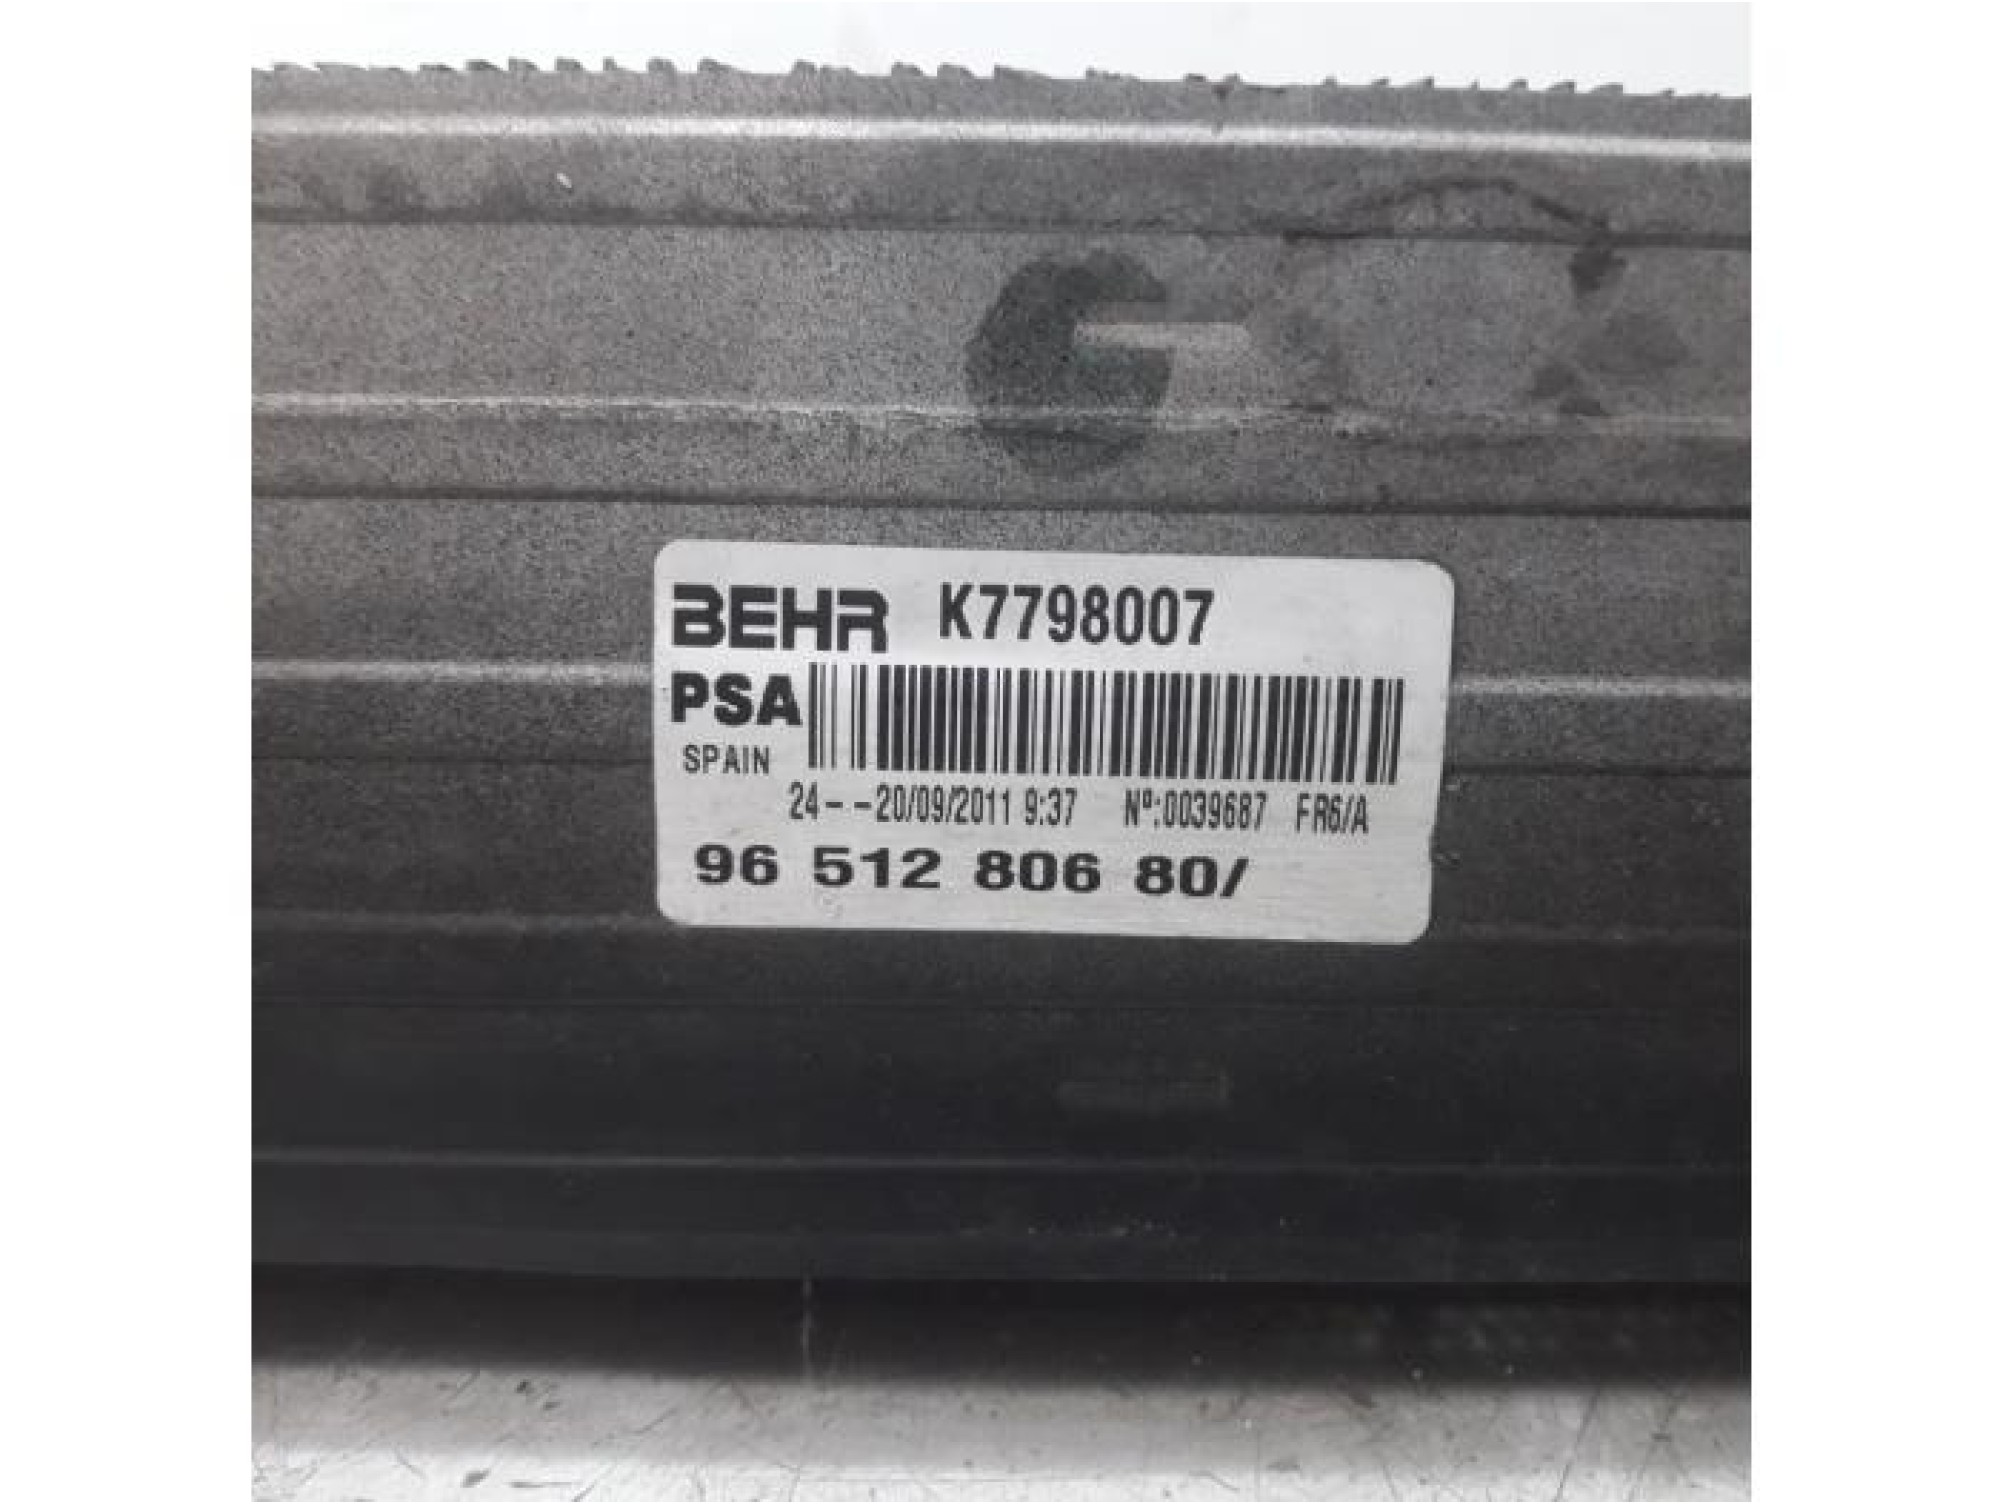 BEHR K7798007
PSA
SPAIN
24- -20/09/2011 9:37 Nº:0039687 FR6/A
96 512 806 80/